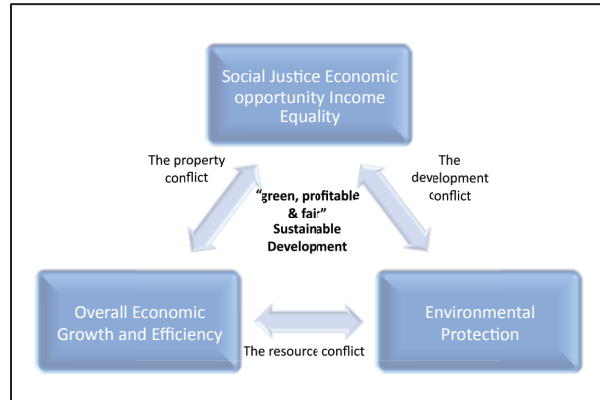 Social Justice Economic
opportunity Income
Equality
The property
conflict
The
development
conflict
"green, profitable
& fair"
Sustainable
Development
Overall Economic
Growth and Efficiency
Environmental
Protection
The resource conflict